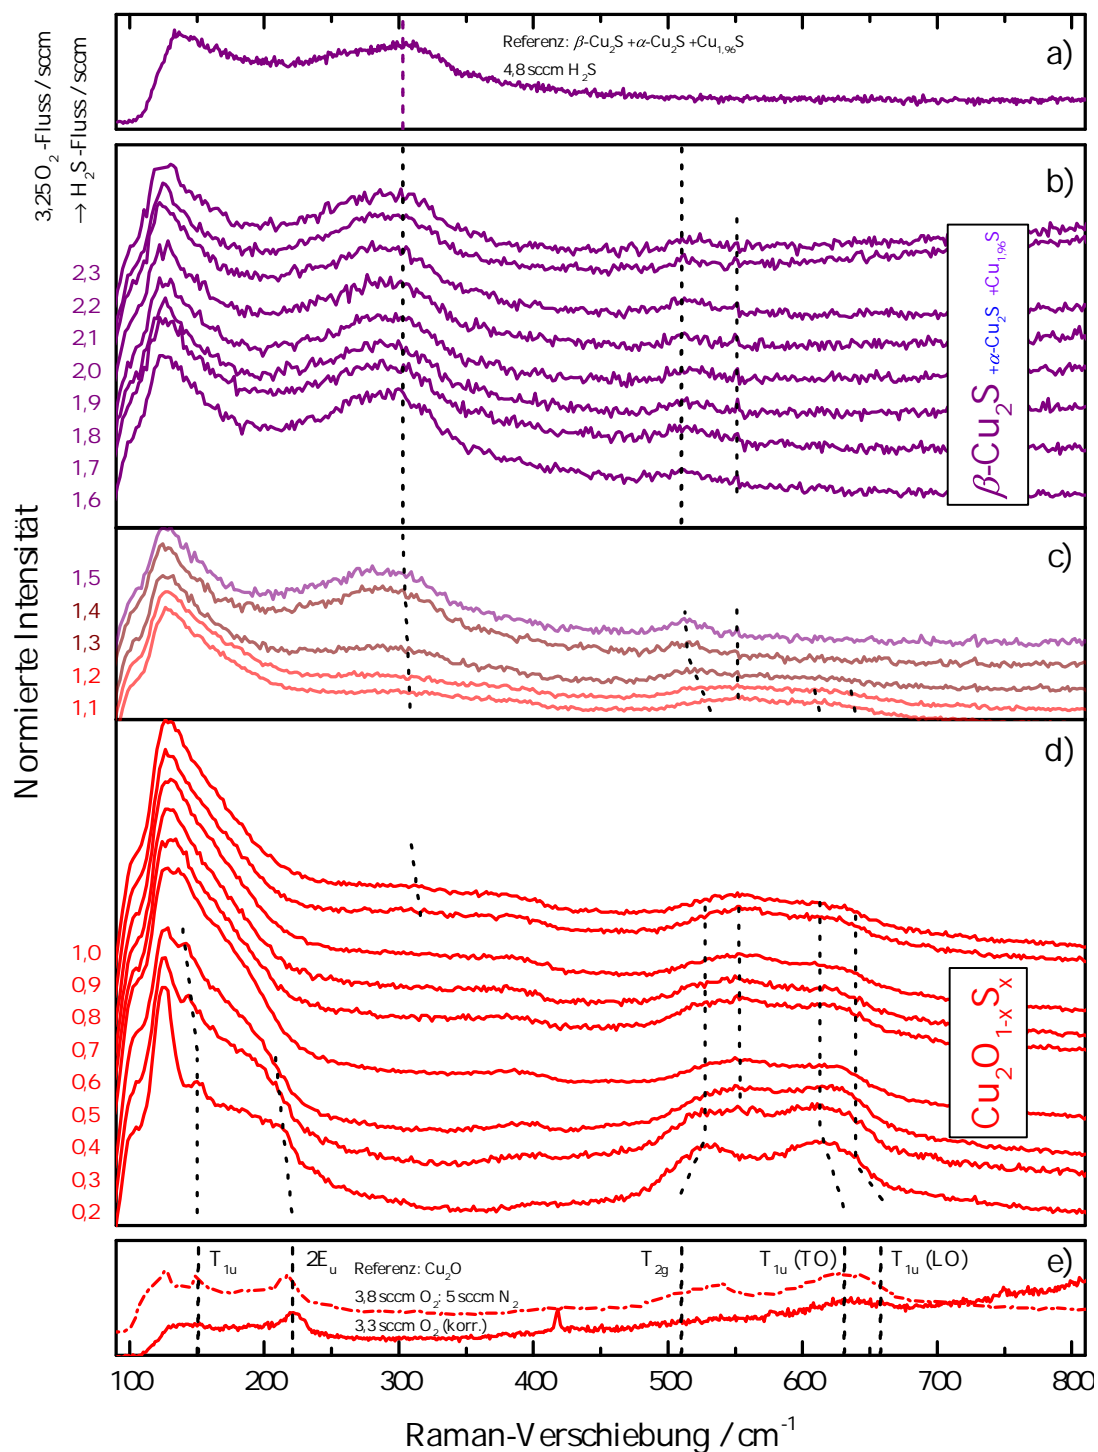 3,25 O2-Fluss / sccm
→ H2S-Fluss / sccm
Normierte Intensität
a)
Referenz: β-Cu2S +α-Cu2S +Cu1,96S
4,8 sccm H2S
b)
2,3
2,2
2,1
2,0
1,9
1,8
1,7
1,6
β-Cu2S +α-Cu2S +Cu1,96S
c)
1,5
1,4
1,3
1,2
1,1
d)
1,0
0,9
0,8
0,7
0,6
0,5
0,4
0,3
0,2
Cu2O1-xSx
e)
T1u
2Eu
T2g
T1u (TO)
T1u (LO)
Referenz: Cu2O
3,8 sccm O2: 5 sccm N2
3,3 sccm O2 (korr.)
100 200 300 400 500 600 700 800
Raman-Verschiebung / cm-1